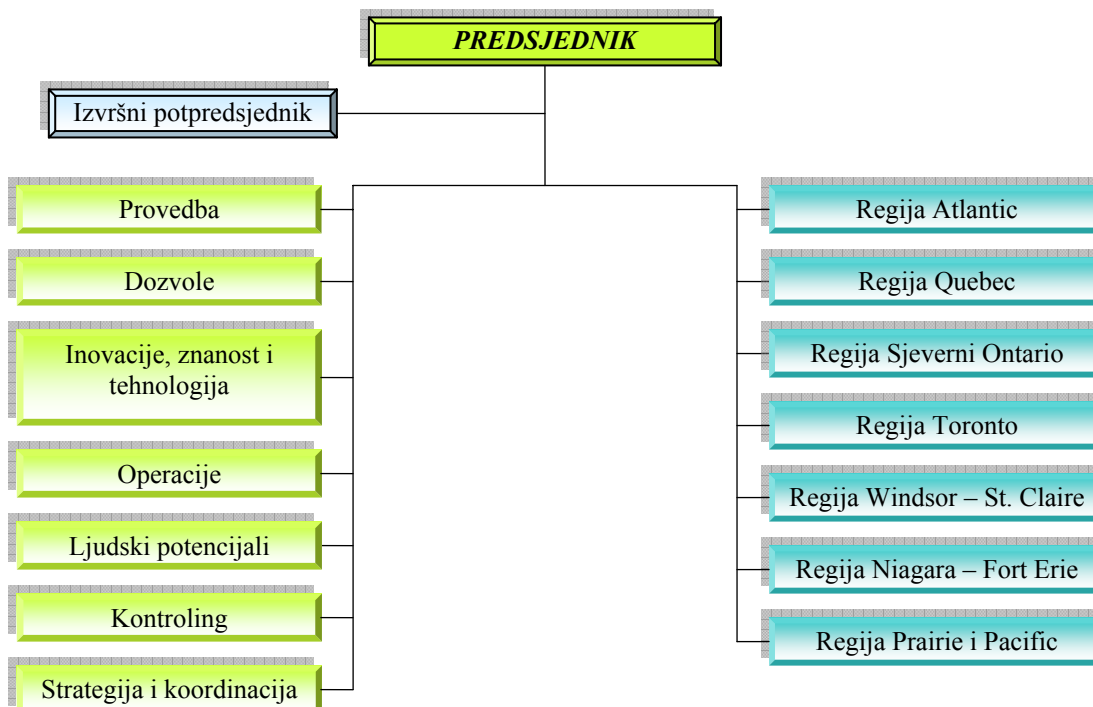 PREDSJEDNIK
Izvršni potpredsjednik
Provedba
Dozvole
Inovacije, znanost i
tehnologija
Operacije
Ljudski potencijali
Kontroling
Strategija i koordinacija
Regija Atlantic
Regija Quebec
Regija Sjeverni Ontario
Regija Toronto
Regija Windsor – St. Claire
Regija Niagara – Fort Erie
Regija Prairie i Pacific